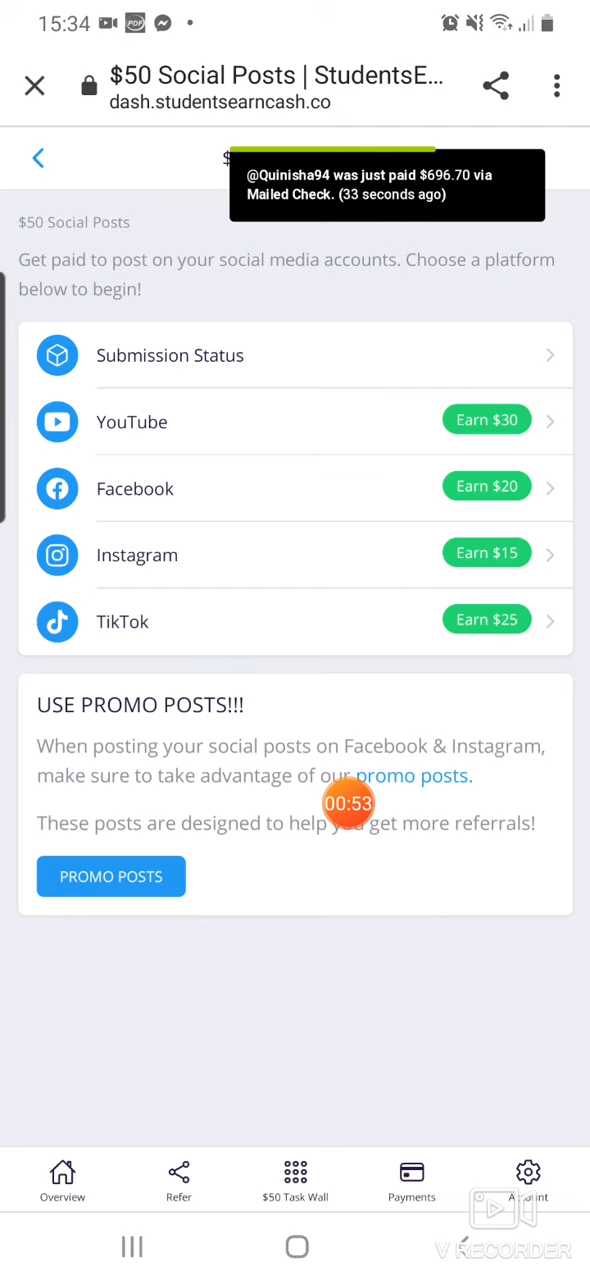 15:34
PDF
$50 Social Posts | StudentsE...
dash.studentsearncash.co
@Quinisha94 was just paid $696.70 via
Mailed Check. (33 seconds ago)
$50 Social Posts
Get paid to post on your social media accounts. Choose a platform
below to begin!
Submission Status
YouTube Earn $30
Facebook Earn $20
Instagram Earn $15
TikTok Earn $25
USE PROMO POSTS!!!
When posting your social posts on Facebook & Instagram,
make sure to take advantage of our promo posts.
00:53
These posts are designed to help you get more referrals!
PROMO POSTS
Overview Refer $50 Task Wall Payments Account
V RECORDER